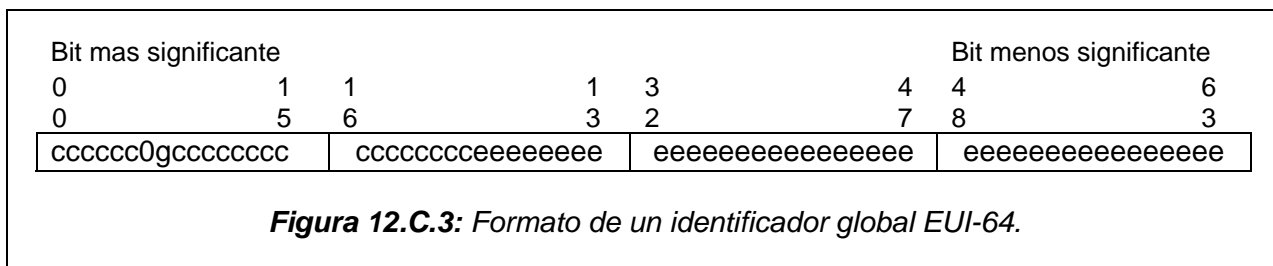 Bit mas significante Bit menos significante
0 1 1 1 3 4 4 6
0 5 6 3 2 7 8 3
cccccc0gcccccccc cccccccceeeeeeee eeeeeeeeeeeeeeee eeeeeeeeeeeeeeee
Figura 12.C.3: Formato de un identificador global EUI-64.